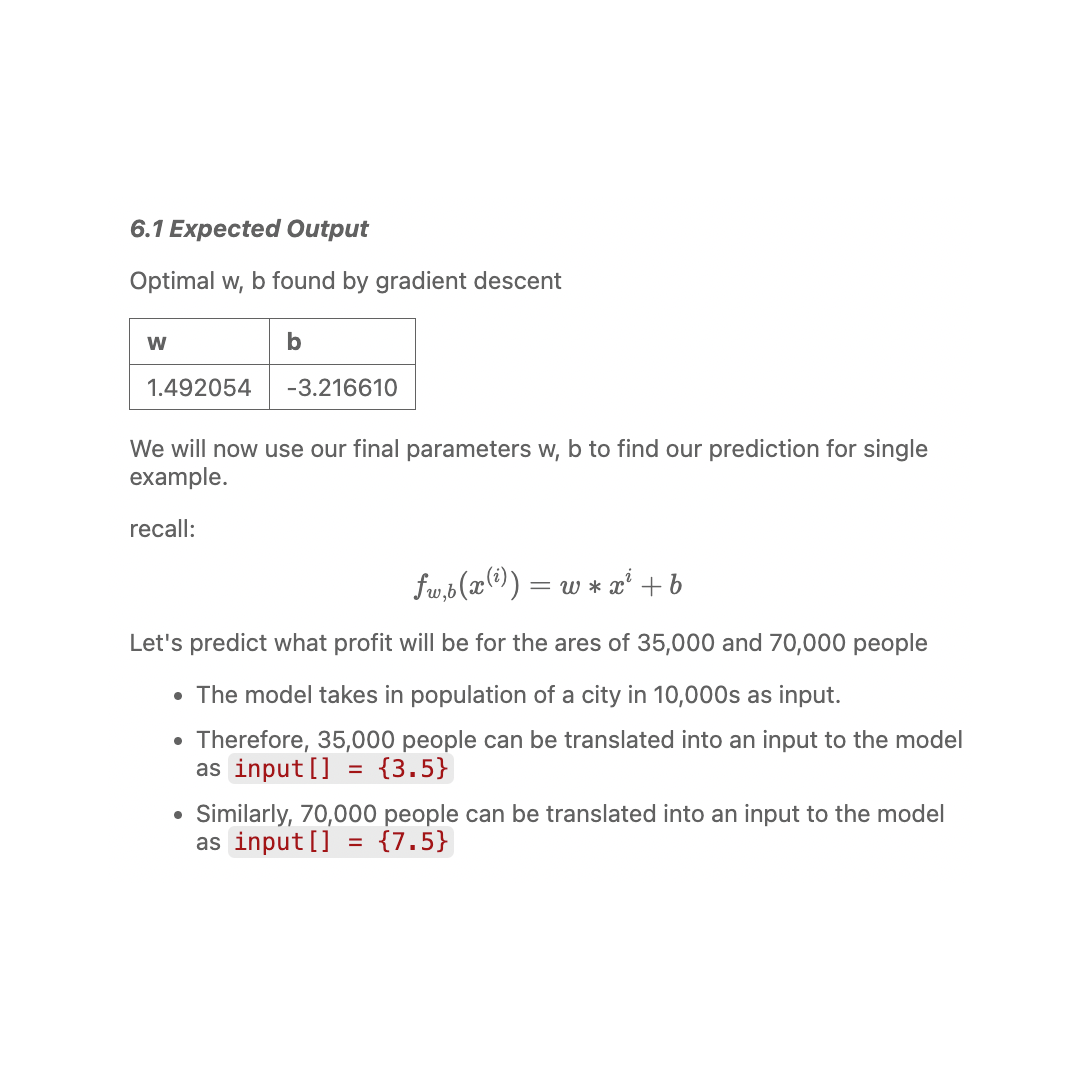 6.1 Expected Output
Optimal w, b found by gradient descent
w b
1.492054 -3.216610
We will now use our final parameters w, b to find our prediction for single
example.
recall:
f_{w,b}(x^{(i)}) = w * x^i + b
Let's predict what profit will be for the ares of 35,000 and 70,000 people
• The model takes in population of a city in 10,000s as input.
• Therefore, 35,000 people can be translated into an input to the model
as input[] = {3.5}
• Similarly, 70,000 people can be translated into an input to the model
as input[] = {7.5}